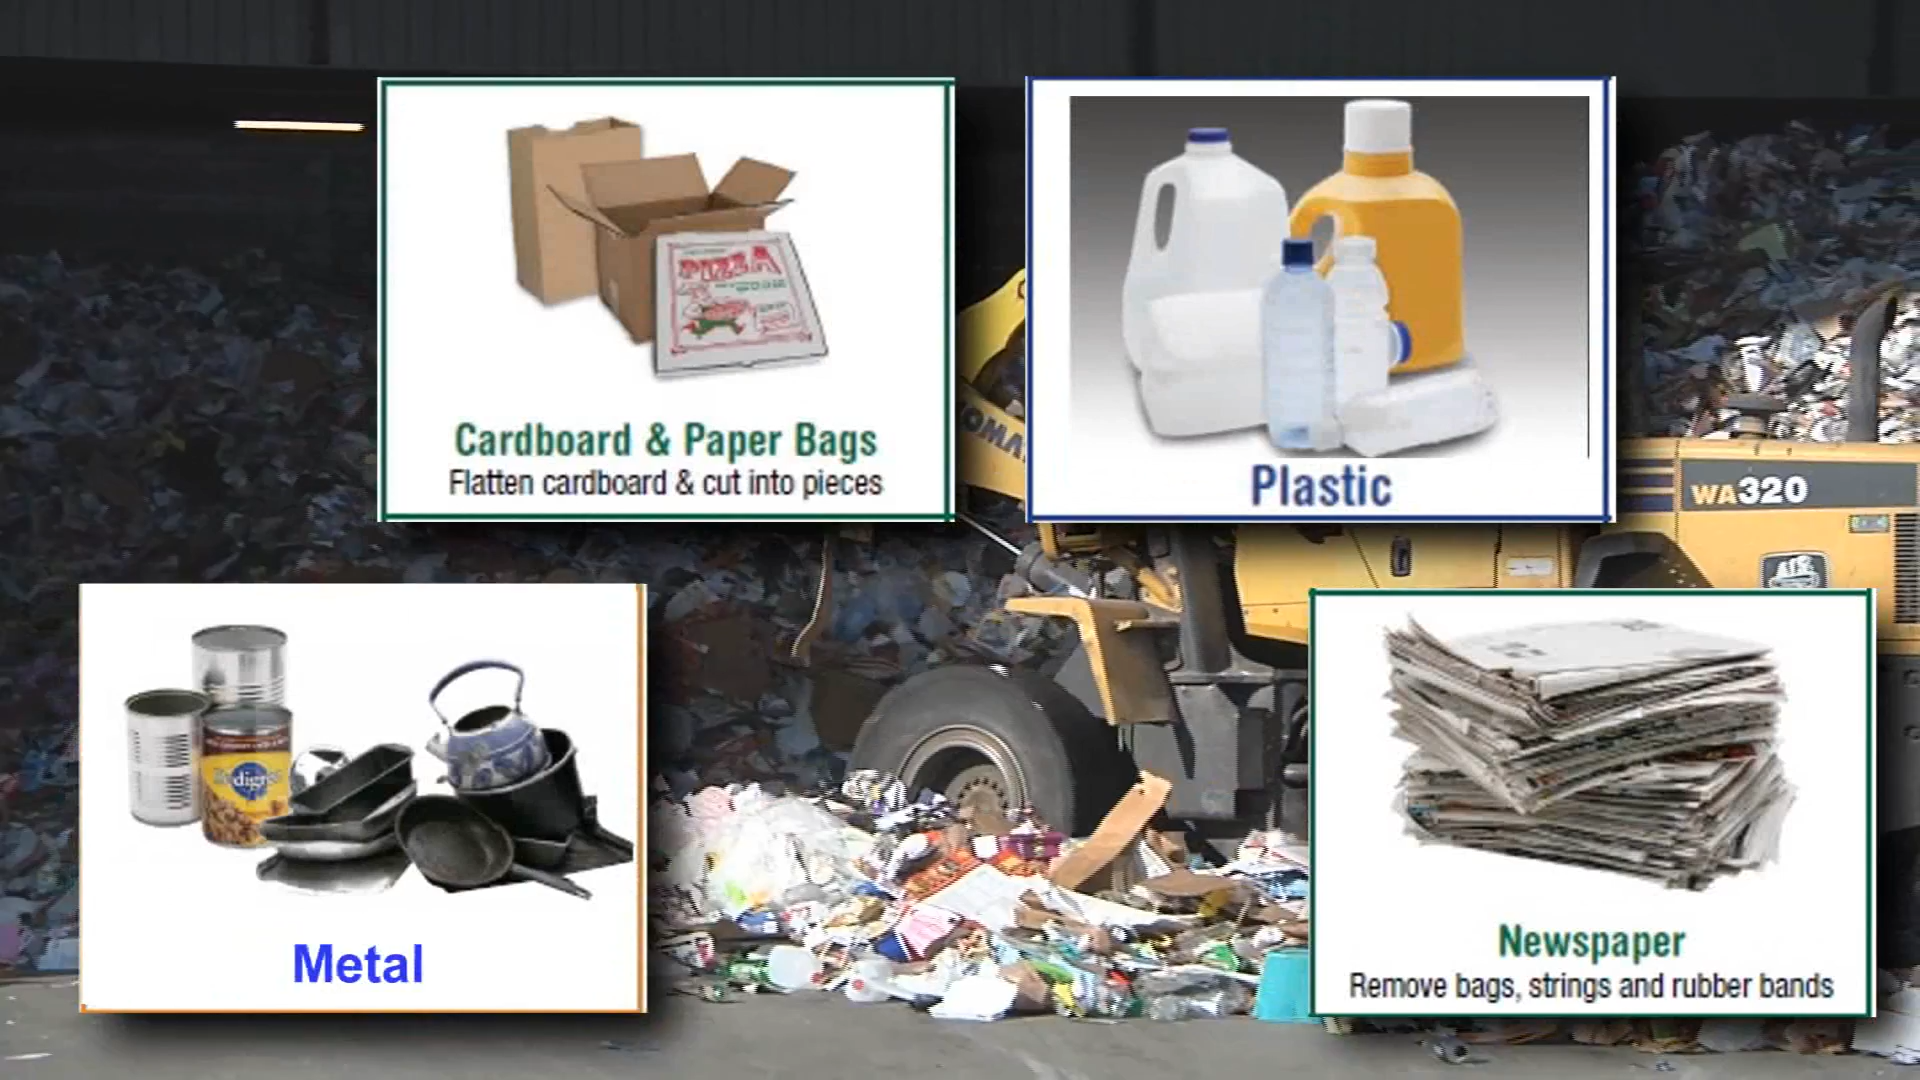 PIZZA
Cardboard & Paper Bags
Flatten cardboard & cut into pieces
Plastic
WA320
Pedigree
Metal
Newspaper
Remove bags, strings and rubber bands